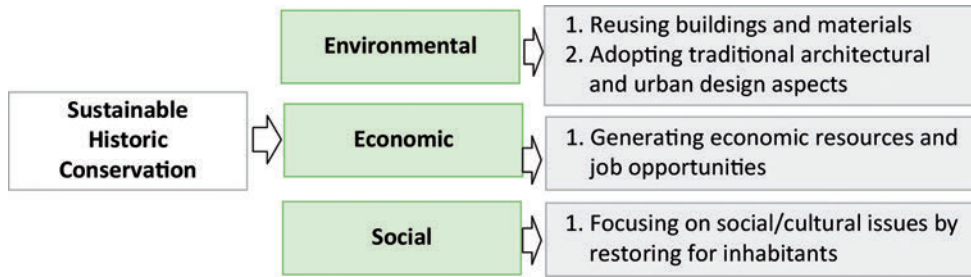 Sustainable
Historic
Conservation
Environmental
1. Reusing buildings and materials
2. Adopting traditional architectural
and urban design aspects
Economic
1. Generating economic resources and
job opportunities
Social
1. Focusing on social/cultural issues by
restoring for inhabitants